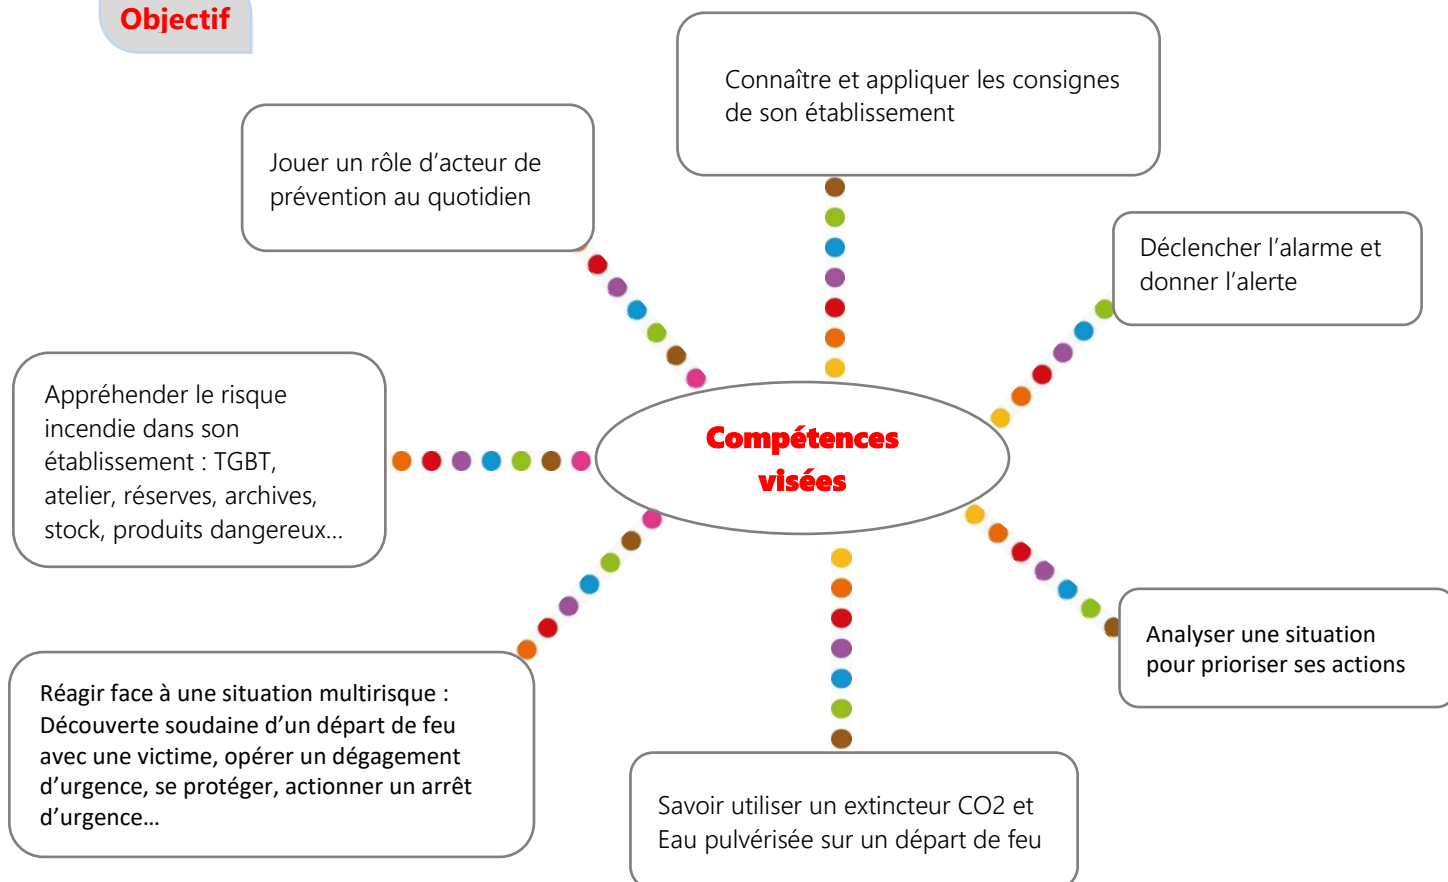 Objectif
Connaître et appliquer les consignes
de son établissement
Jouer un rôle d’acteur de
prévention au quotidien
Déclencher l’alarme et
donner l’alerte
Appréhender le risque
incendie dans son
établissement : TGBT,
atelier, réserves, archives,
stock, produits dangereux…
Compétences
visées
Analyser une situation
pour prioriser ses actions
Réagir face à une situation multirisque :
Découverte soudaine d’un départ de feu
avec une victime, opérer un dégagement
d’urgence, se protéger, actionner un arrêt
d’urgence…
Savoir utiliser un extincteur CO2 et
Eau pulvérisée sur un départ de feu